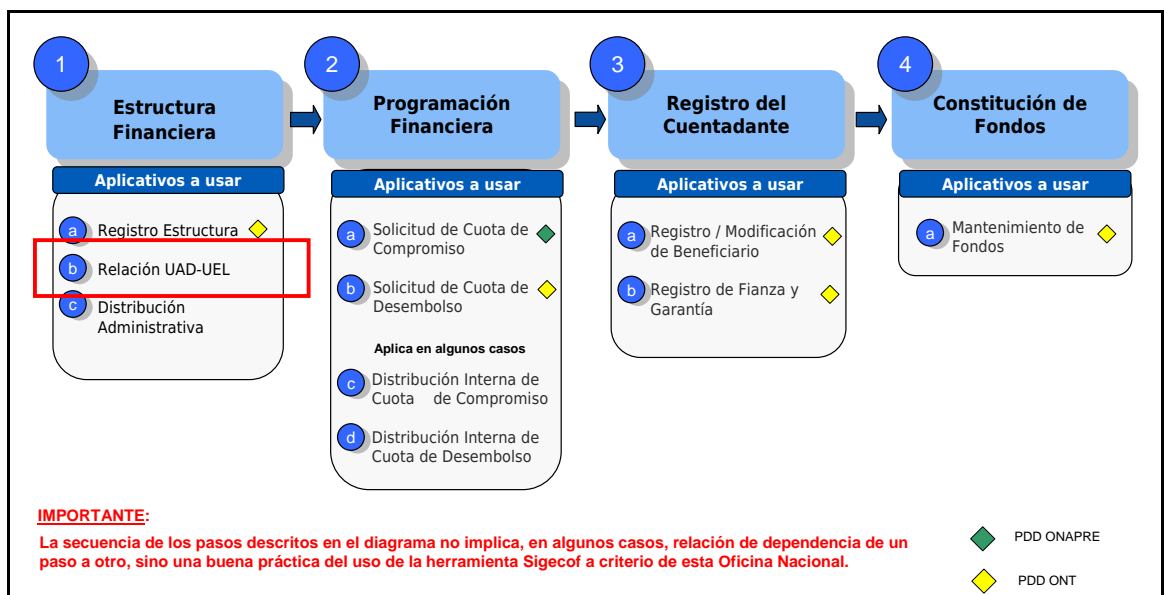 1
Estructura
Financiera
Aplicativos a usar
a Registro Estructura
b Relación UAD-UEL
c Distribución
Administrativa
2
Programación
Financiera
Aplicativos a usar
a Solicitud de Cuota de
Compromiso
b Solicitud de Cuota de
Desembolso
Aplica en algunos casos
c Distribución Interna de
Cuota de Compromiso
d Distribución Interna de
Cuota de Desembolso
3
Registro del
Cuentadante
Aplicativos a usar
a Registro / Modificación
de Beneficiario
b Registro de Fianza y
Garantía
4
Constitución de
Fondos
Aplicativos a usar
a Mantenimiento de
Fondos
IMPORTANTE:
La secuencia de los pasos descritos en el diagrama no implica, en algunos casos, relación de dependencia de un
paso a otro, sino una buena práctica del uso de la herramienta Sigecof a criterio de esta Oficina Nacional.
PDD ONAPRE
PDD ONT